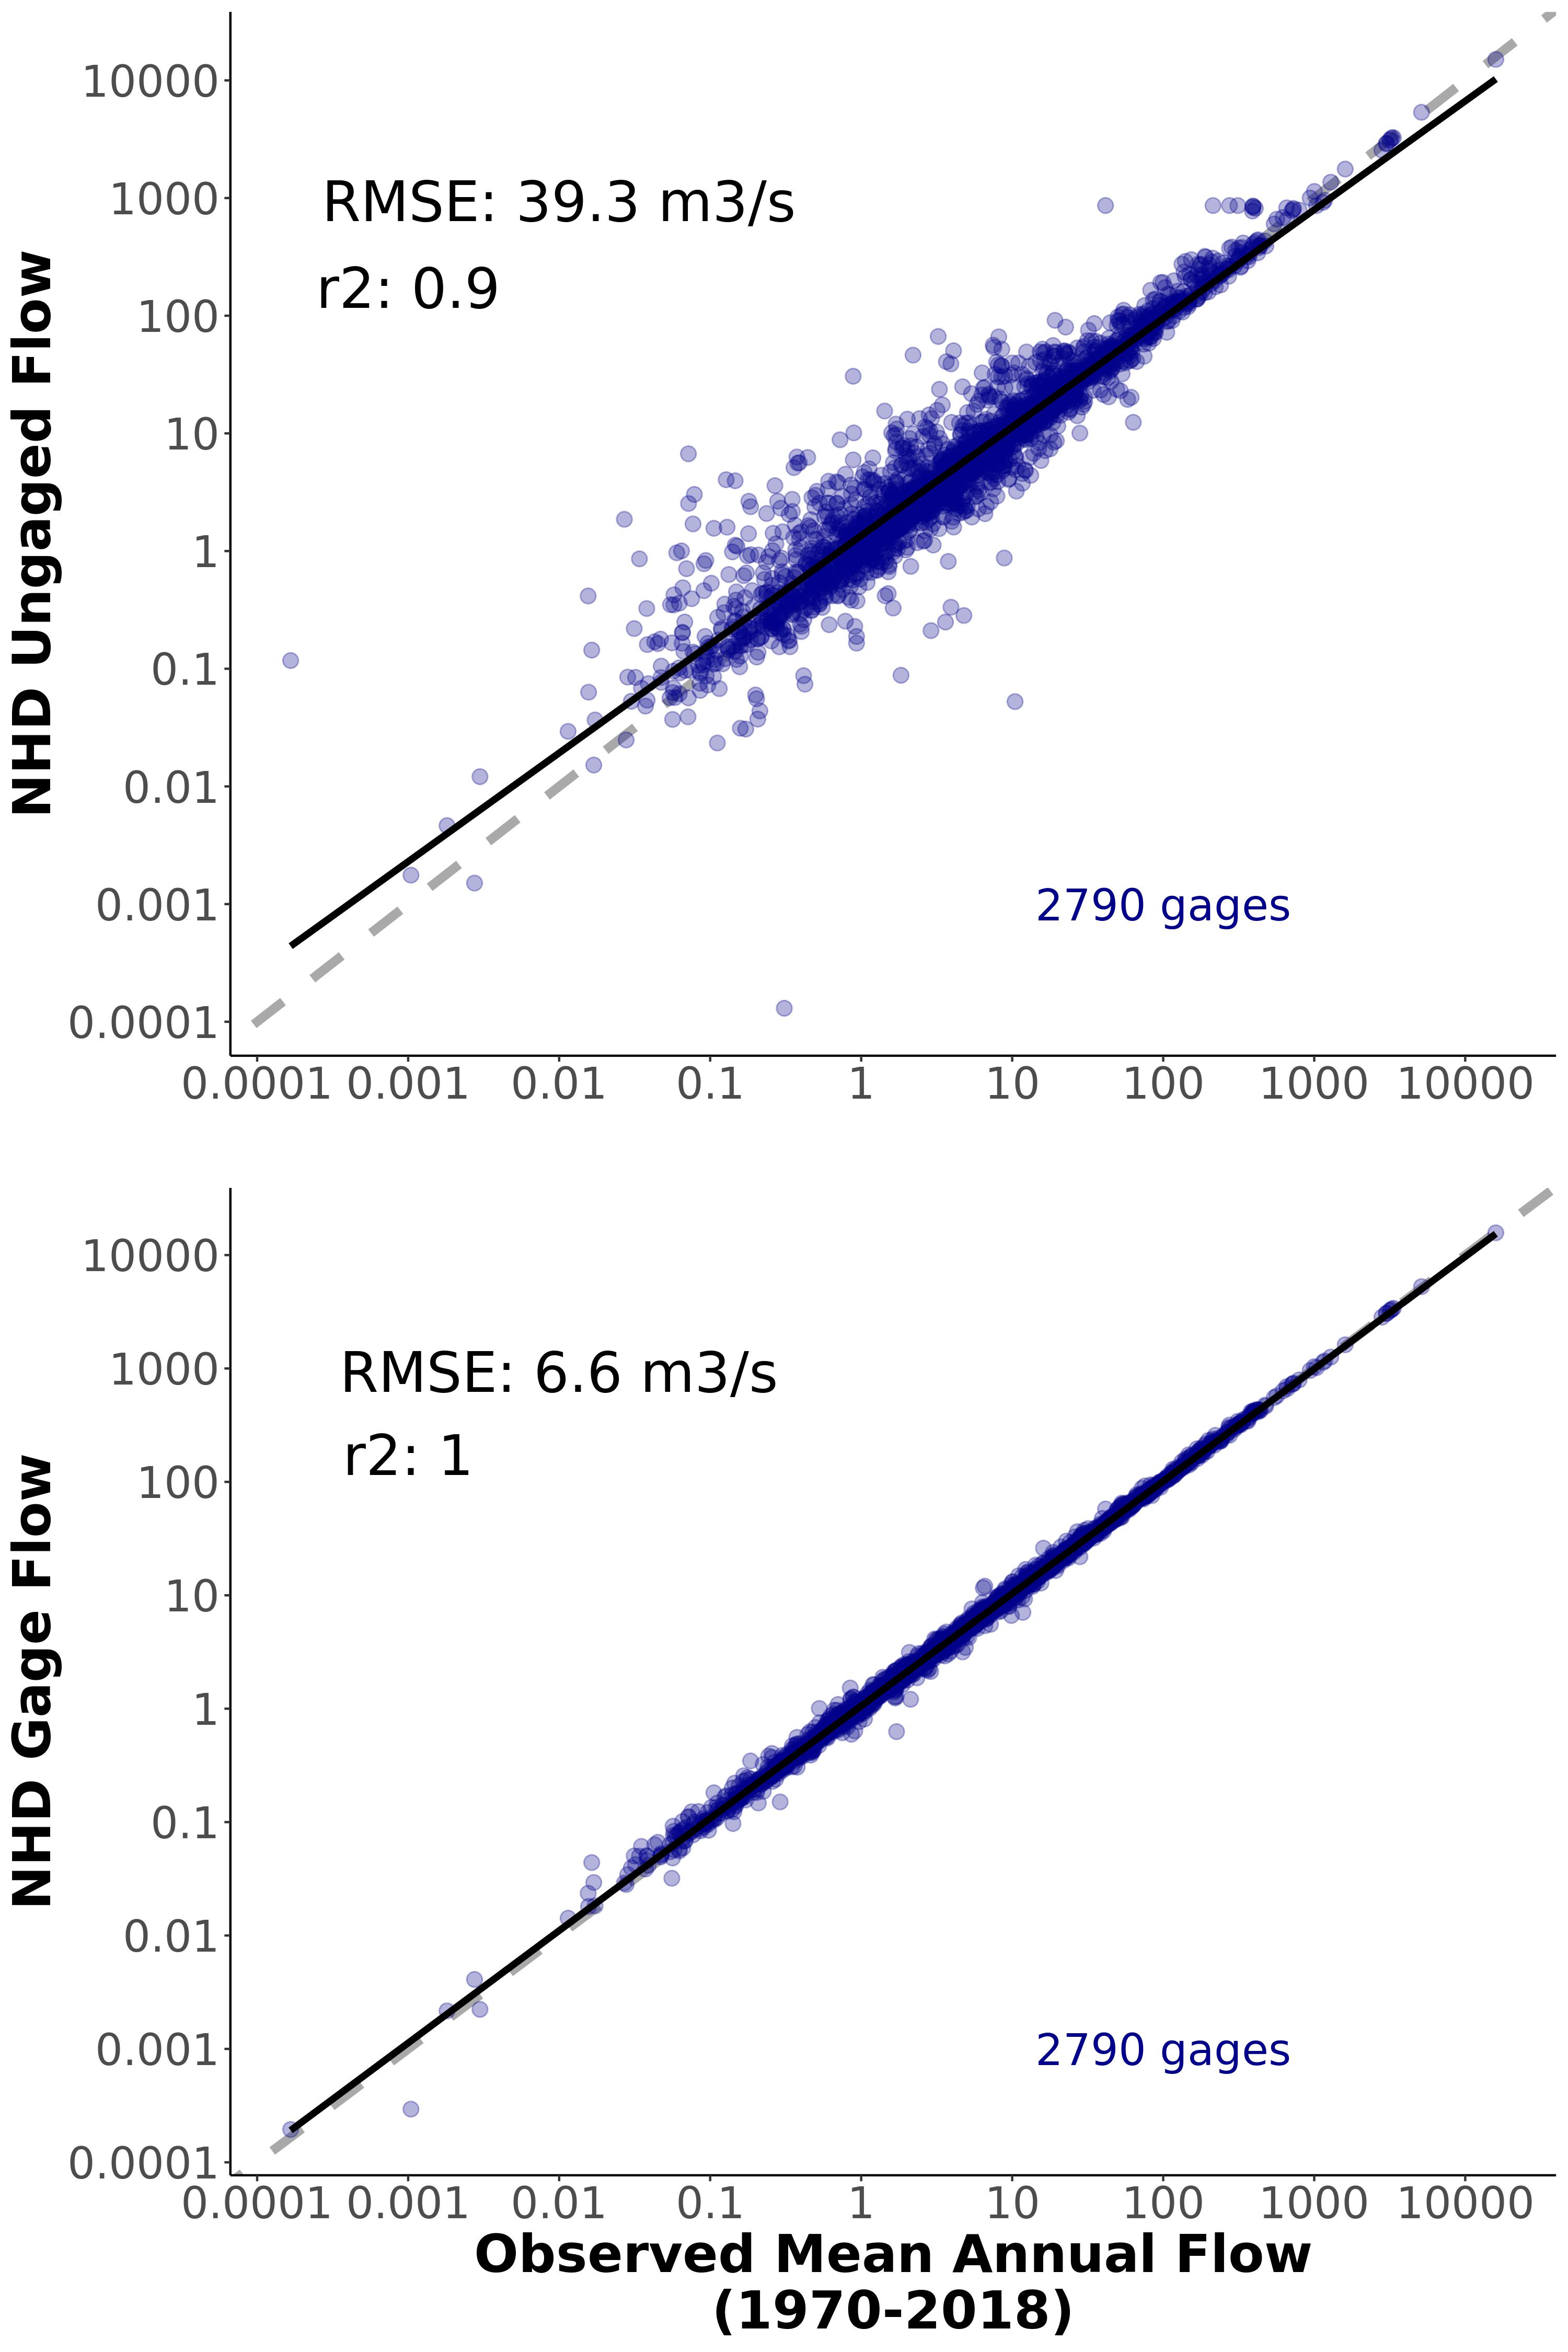 NHD Ungaged Flow
10000
1000
100
10
1
0.1
0.01
0.001
0.0001
RMSE: 39.3 m3/s
r2: 0.9
2790 gages
0.0001 0.001 0.01 0.1 1 10 100 1000 10000
NHD Gage Flow
10000
1000
100
10
1
0.1
0.01
0.001
0.0001
RMSE: 6.6 m3/s
r2: 1
2790 gages
0.0001 0.001 0.01 0.1 1 10 100 1000 10000
Observed Mean Annual Flow
(1970-2018)